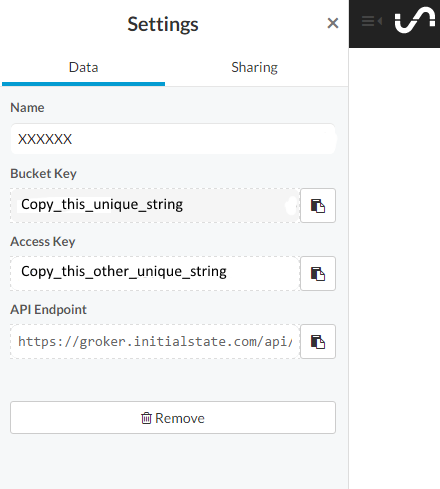 Settings
Data
Sharing
Name
XXXXXX
Bucket Key
Copy_this_unique_string
Access Key
Copy_this_other_unique_string
API Endpoint
https://groker.initialstate.com/api/
Remove